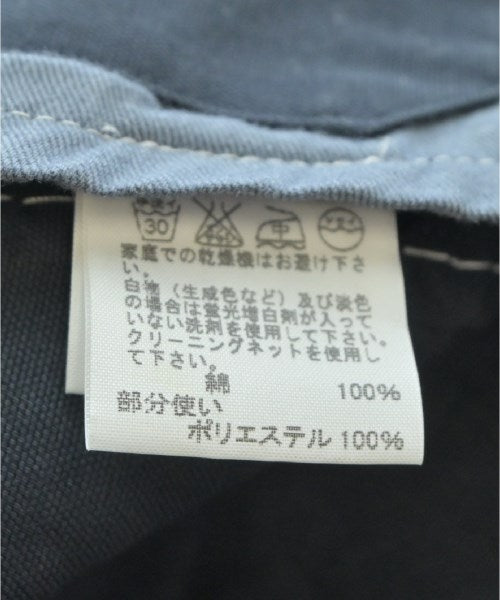 30
家庭での乾燥機はお避け下さ
い。
白嫰（生成色など）及び淡色
の場合は蛍光増白剤が入って
いない洗剤を使用して下さい。
クリーニングネットを使用し
て下さい。
綿 100%
部分使い
ポリエステル 100%